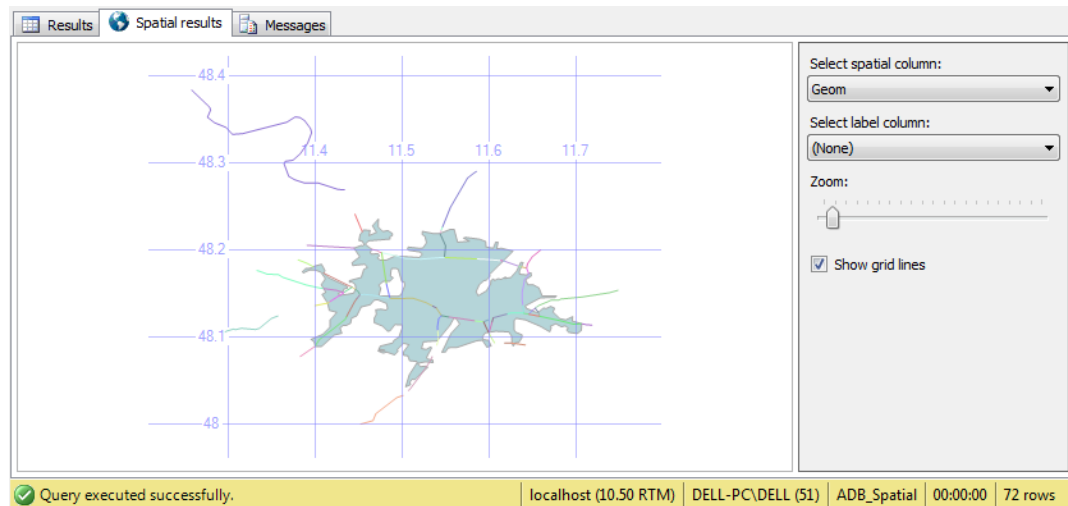 Results Spatial results Messages
48.4
11.4 11.5 11.6 11.7
48.3
48.2
48.1
48
Select spatial column:
Geom
Select label column:
(None)
Zoom:
Show grid lines
Query executed successfully. localhost (10.50 RTM) DELL-PC\DELL (51) ADB_Spatial 00:00:00 72 rows